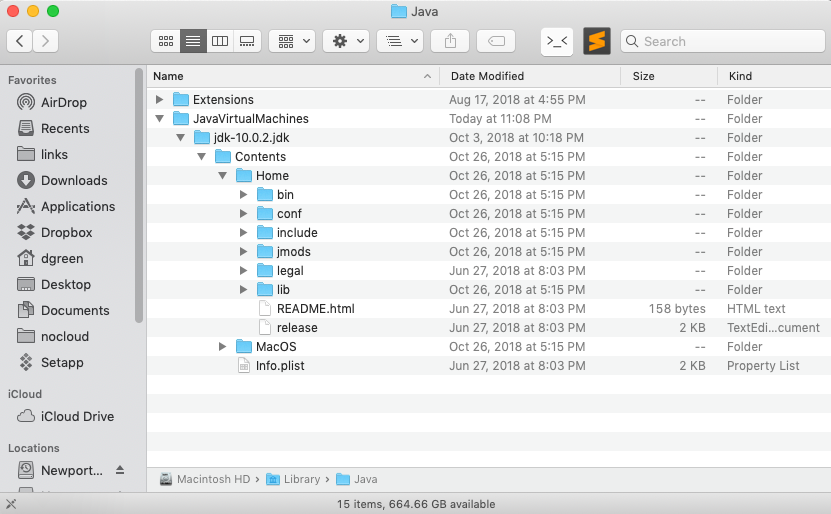 Java
>_<
Search
Favorites
AirDrop
Recents
links
Downloads
Applications
Dropbox
dgreen
Desktop
Documents
nocloud
Setapp
iCloud
iCloud Drive
Locations
Newport...
Name Date Modified Size Kind
Extensions Aug 17, 2018 at 4:55 PM -- Folder
JavaVirtualMachines Today at 11:08 PM -- Folder
jdk-10.0.2.jdk Oct 3, 2018 at 10:18 PM -- Folder
Contents Oct 26, 2018 at 5:15 PM -- Folder
Home Oct 26, 2018 at 5:15 PM -- Folder
bin Oct 26, 2018 at 5:15 PM -- Folder
conf Oct 26, 2018 at 5:15 PM -- Folder
include Oct 26, 2018 at 5:15 PM -- Folder
jmods Oct 26, 2018 at 5:15 PM -- Folder
legal Jun 27, 2018 at 8:03 PM -- Folder
lib Oct 26, 2018 at 5:15 PM -- Folder
README.html Jun 27, 2018 at 8:03 PM 158 bytes HTML text
release Jun 27, 2018 at 8:03 PM 2 KB TextEdi...cument
MacOS Oct 26, 2018 at 5:15 PM -- Folder
Info.plist Jun 27, 2018 at 8:03 PM 2 KB Property List
Macintosh HD › Library › Java
15 items, 664.66 GB available